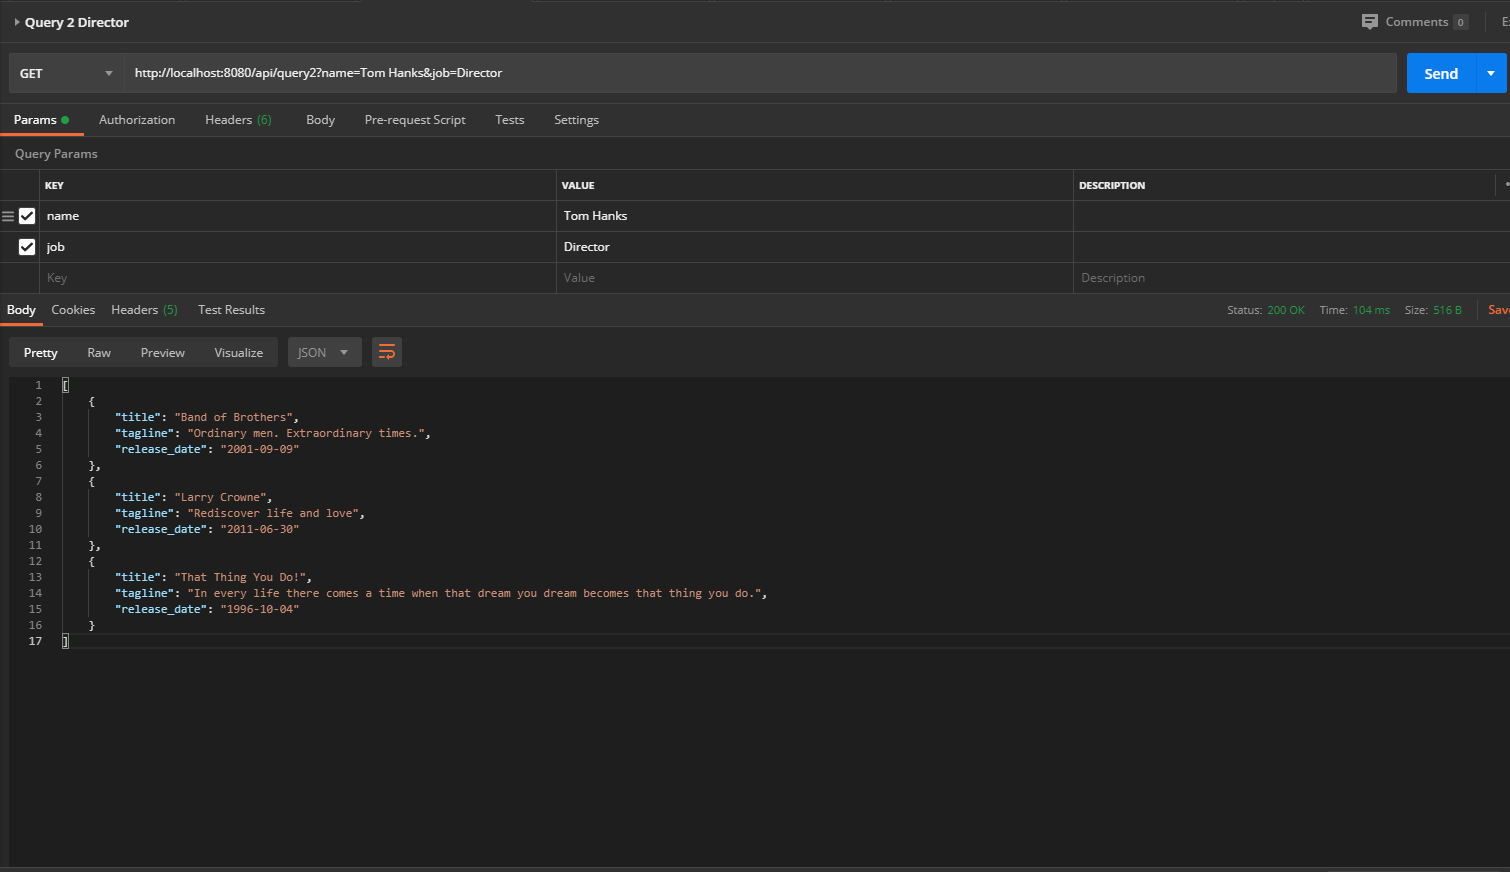 Query 2 Director Comments 0
GET http://localhost:8080/api/query2?name=Tom Hanks&job=Director Send
Params Authorization Headers (6) Body Pre-request Script Tests Settings
Query Params
KEY VALUE DESCRIPTION
name Tom Hanks
job Director
Key Value Description
Body Cookies Headers (5) Test Results Status: 200 OK Time: 104 ms Size: 516 B Sav
Pretty Raw Preview Visualize JSON
1 [
2 {
3 "title": "Band of Brothers",
4 "tagline": "Ordinary men. Extraordinary times.",
5 "release_date": "2001-09-09"
6 },
7 {
8 "title": "Larry Crowne",
9 "tagline": "Rediscover life and love",
10 "release_date": "2011-06-30"
11 },
12 {
13 "title": "That Thing You Do!",
14 "tagline": "In every life there comes a time when that dream you dream becomes that thing you do.",
15 "release_date": "1996-10-04"
16 }
17 ]